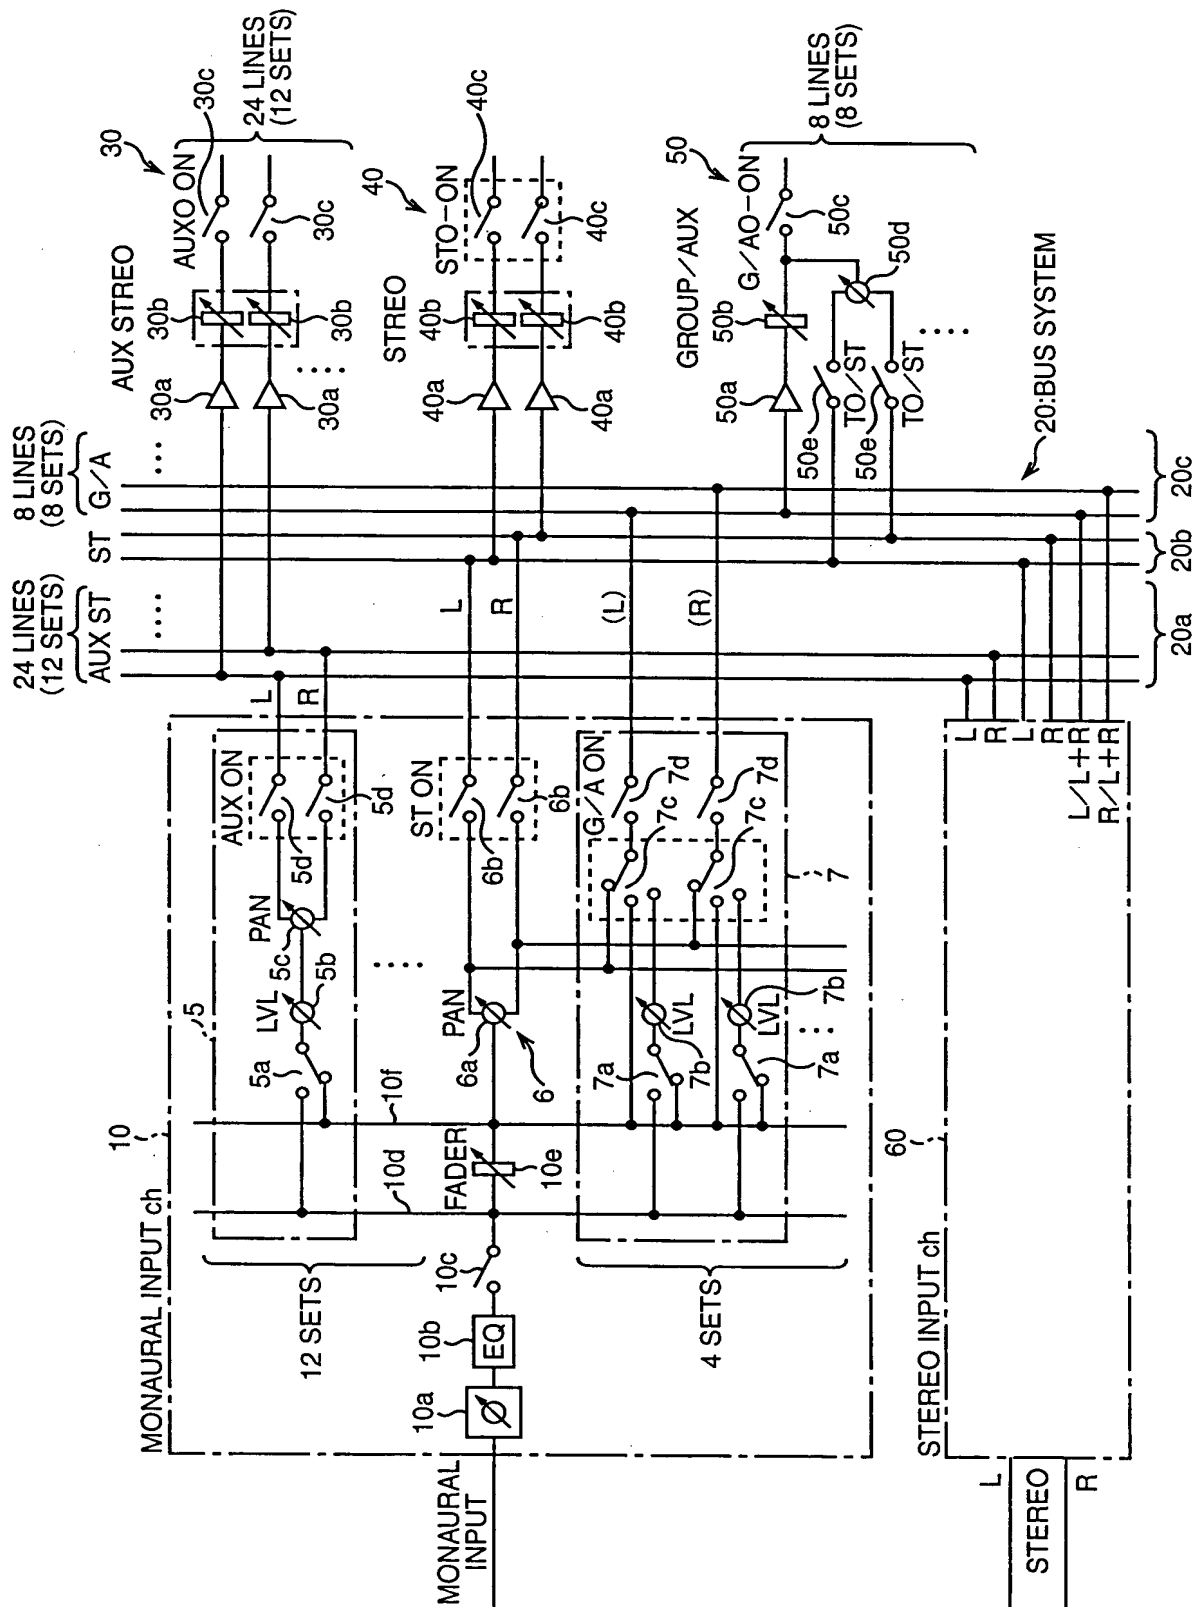 24 LINES
(12 SETS)
AUX ST
ST
8 LINES
(8 SETS)
G/A
AUX STREO
30
AUXO ON
30c
24 LINES
(12 SETS)
30a
30b
30c
30a
30b
STREO
40
STO-ON
40c
40a
40b
40c
40a
40b
GROUP/AUX
50
G/AO-ON
50a
50b
50c
50d
8 LINES
(8 SETS)
50e
TO/ST
50e
TO/ST
20:BUS SYSTEM
20a
20b
20c
MONAURAL INPUT ch
10
5
AUX ON
5a
LVL
5b
5c
PAN
5d
5d
L
R
10d
10f
12 SETS
MONAURAL
INPUT
10a
10b
EQ
10c
FADER
10e
PAN
6a
6
ST ON
6b
6b
L
R
4 SETS
G/A ON
7a
7b
LVL
7c
7d
(L)
7a
7b
LVL
7c
7d
(R)
7
STEREO INPUT ch
60
L
STEREO
R
L
R
L
R
L/L+R
R/L+R